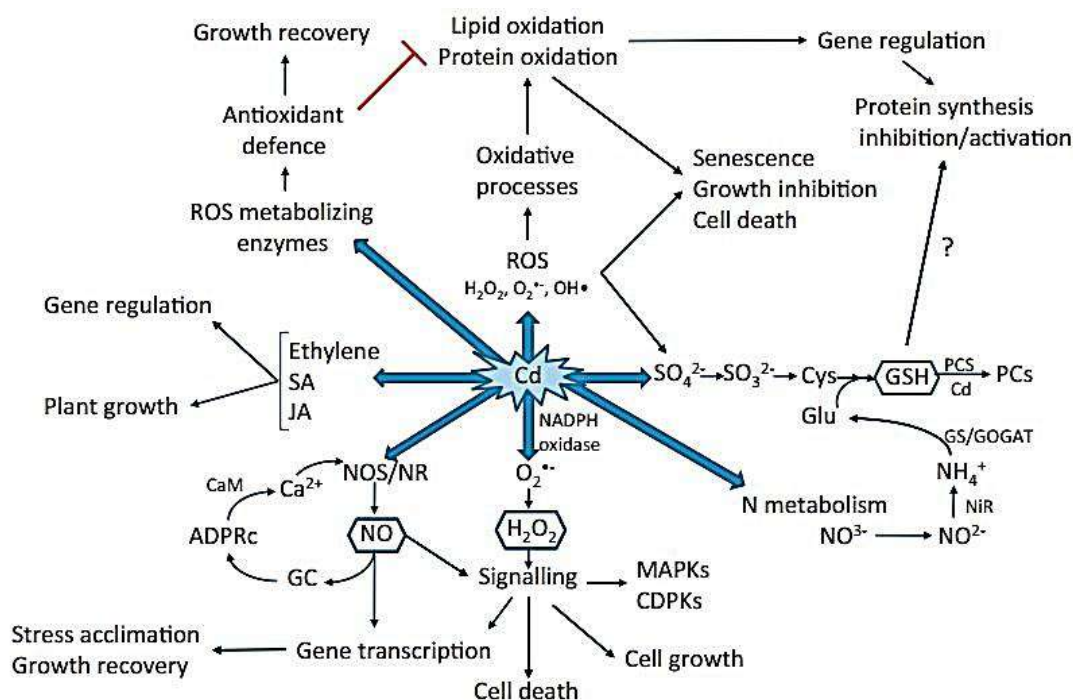 Growth recovery
Lipid oxidation
Protein oxidation
Gene regulation
Antioxidant
defence
Protein synthesis
inhibition/activation
Oxidative
processes
Senescence
Growth inhibition
Cell death
ROS metabolizing
enzymes
?
ROS
H₂O₂, O₂•-, OH•
Gene regulation
Ethylene
SA
JA
Plant growth
Cd
SO₄²⁻
SO₃²⁻
Cys
GSH
PCS
Cd
PCs
Glu
NADPH
oxidase
GS/GOGAT
NH₄⁺
NiR
N metabolism
NO³⁻
NO²⁻
CaM
Ca²⁺
NOS/NR
O₂•-
ADPRc
NO
H₂O₂
GC
Signalling
MAPKs
CDPKs
Stress acclimation
Growth recovery
Gene transcription
Cell growth
Cell death